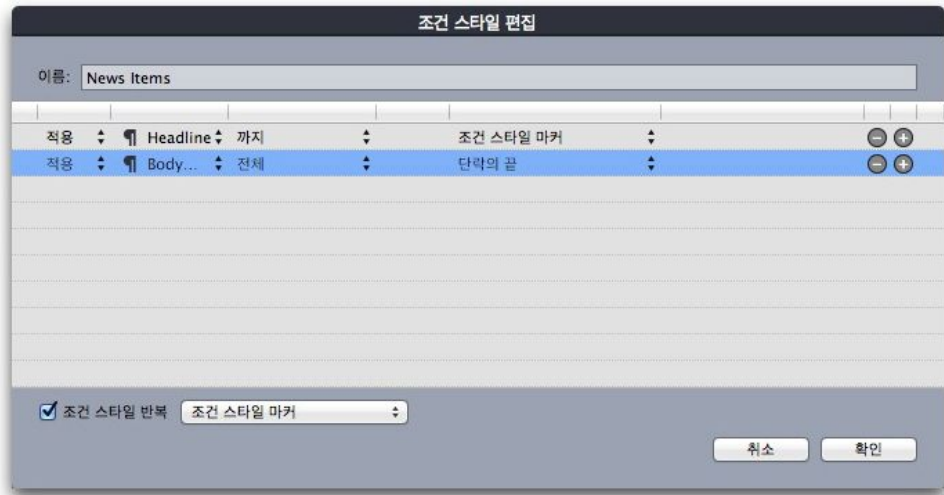 조건 스타일 편집
이름: News Items
적용 ¶ Headline 까지 조건 스타일 마커
적용 ¶ Body... 전체 단락의 끝
조건 스타일 반복 조건 스타일 마커
취소 확인